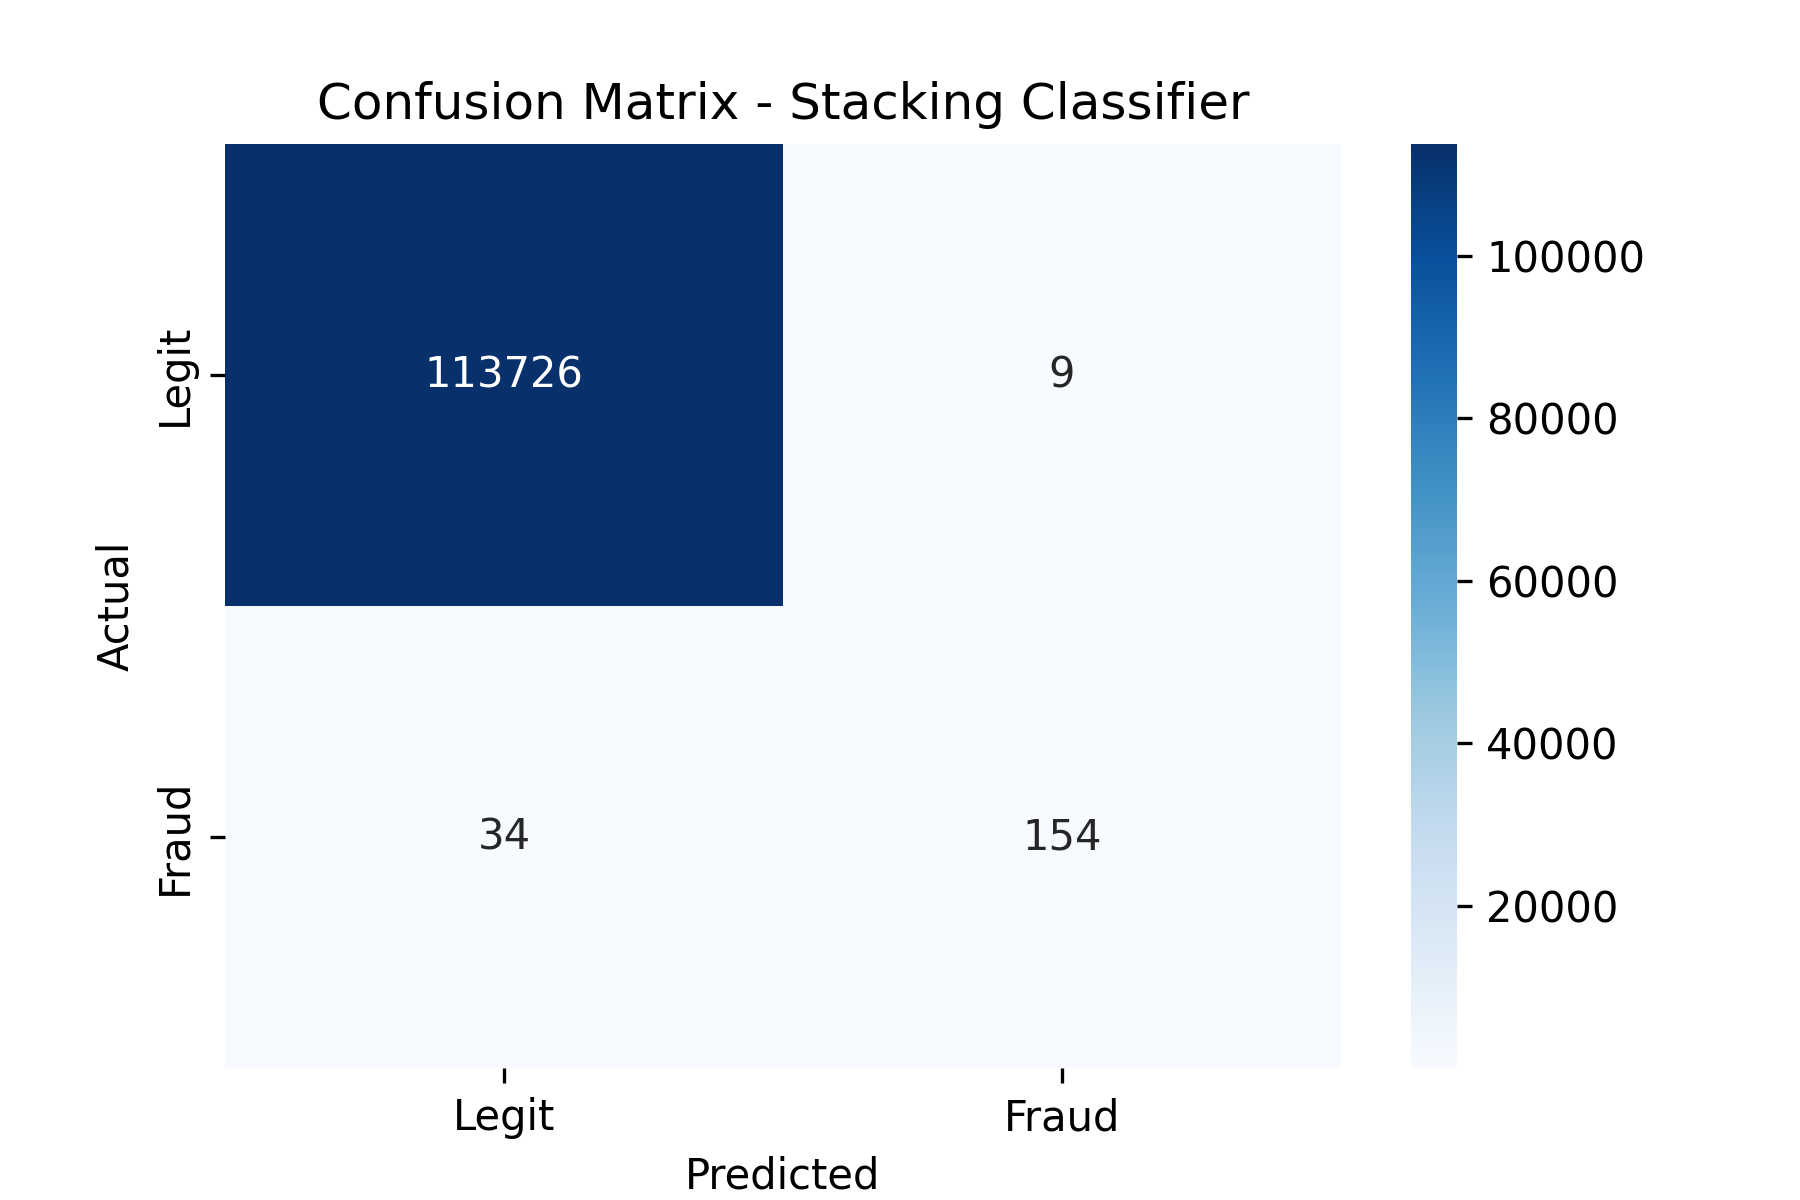 Confusion Matrix - Stacking Classifier
Actual
Legit
113726
9
Fraud
34
154
Legit
Fraud
Predicted
100000
80000
60000
40000
20000